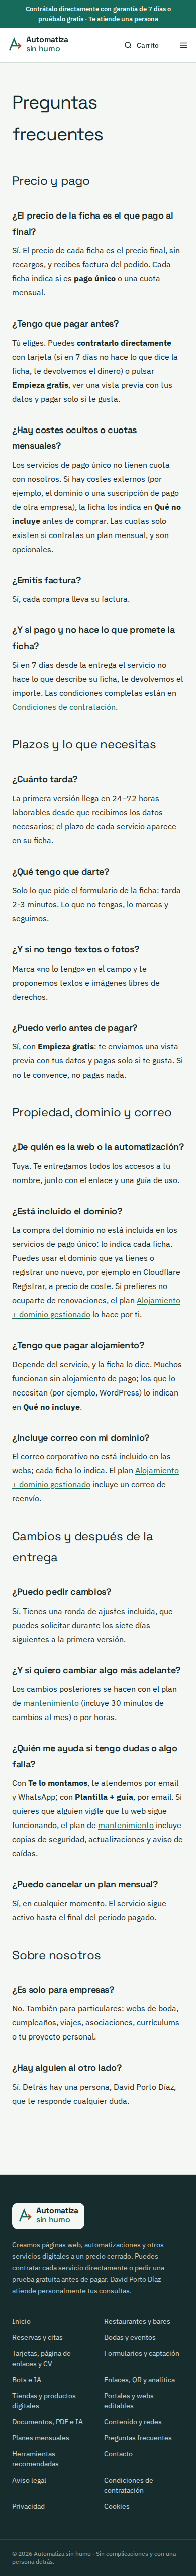 Contrátalo directamente con garantía de 7 días o
pruébalo gratis · Te atiende una persona
Automatiza
sin humo
Carrito
Preguntas
frecuentes
Precio y pago
¿El precio de la ficha es el que pago al
final?
Sí. El precio de cada ficha es el precio final, sin
recargos, y recibes factura del pedido. Cada
ficha indica si es pago único o una cuota
mensual.
¿Tengo que pagar antes?
Tú eliges. Puedes contratarlo directamente
con tarjeta (si en 7 días no hace lo que dice la
ficha, te devolvemos el dinero) o pulsar
Empieza gratis, ver una vista previa con tus
datos y pagar solo si te gusta.
¿Hay costes ocultos o cuotas
mensuales?
Los servicios de pago único no tienen cuota
con nosotros. Si hay costes externos (por
ejemplo, el dominio o una suscripción de pago
de otra empresa), la ficha los indica en Qué no
incluye antes de comprar. Las cuotas solo
existen si contratas un plan mensual, y son
opcionales.
¿Emitís factura?
Sí, cada compra lleva su factura.
¿Y si pago y no hace lo que promete la
ficha?
Si en 7 días desde la entrega el servicio no
hace lo que describe su ficha, te devolvemos el
importe. Las condiciones completas están en
Condiciones de contratación.
Plazos y lo que necesitas
¿Cuánto tarda?
La primera versión llega en 24–72 horas
laborables desde que recibimos los datos
necesarios; el plazo de cada servicio aparece
en su ficha.
¿Qué tengo que darte?
Solo lo que pide el formulario de la ficha: tarda
2-3 minutos. Lo que no tengas, lo marcas y
seguimos.
¿Y si no tengo textos o fotos?
Marca «no lo tengo» en el campo y te
proponemos textos e imágenes libres de
derechos.
¿Puedo verlo antes de pagar?
Sí, con Empieza gratis: te enviamos una vista
previa con tus datos y pagas solo si te gusta. Si
no te convence, no pagas nada.
Propiedad, dominio y correo
¿De quién es la web o la automatización?
Tuya. Te entregamos todos los accesos a tu
nombre, junto con el enlace y una guía de uso.
¿Está incluido el dominio?
La compra del dominio no está incluida en los
servicios de pago único: lo indica cada ficha.
Puedes usar el dominio que ya tienes o
registrar uno nuevo, por ejemplo en Cloudflare
Registrar, a precio de coste. Si prefieres no
ocuparte de renovaciones, el plan Alojamiento
+ dominio gestionado lo hace por ti.
¿Tengo que pagar alojamiento?
Depende del servicio, y la ficha lo dice. Muchos
funcionan sin alojamiento de pago; los que lo
necesitan (por ejemplo, WordPress) lo indican
en Qué no incluye.
¿Incluye correo con mi dominio?
El correo corporativo no está incluido en las
webs; cada ficha lo indica. El plan Alojamiento
+ dominio gestionado incluye un correo de
reenvío.
Cambios y después de la
entrega
¿Puedo pedir cambios?
Sí. Tienes una ronda de ajustes incluida, que
puedes solicitar durante los siete días
siguientes a la primera versión.
¿Y si quiero cambiar algo más adelante?
Los cambios posteriores se hacen con el plan
de mantenimiento (incluye 30 minutos de
cambios al mes) o por horas.
¿Quién me ayuda si tengo dudas o algo
falla?
Con Te lo montamos, te atendemos por email
y WhatsApp; con Plantilla + guía, por email. Si
quieres que alguien vigile que tu web sigue
funcionando, el plan de mantenimiento incluye
copias de seguridad, actualizaciones y aviso de
caídas.
¿Puedo cancelar un plan mensual?
Sí, en cualquier momento. El servicio sigue
activo hasta el final del periodo pagado.
Sobre nosotros
¿Es solo para empresas?
No. También para particulares: webs de boda,
cumpleaños, viajes, asociaciones, currículums
o tu proyecto personal.
¿Hay alguien al otro lado?
Sí. Detrás hay una persona, David Porto Díaz,
que te responde cualquier duda.
Automatiza
sin humo
Creamos páginas web, automatizaciones y otros
servicios digitales a un precio cerrado. Puedes
contratar cada servicio directamente o pedir una
prueba gratuita antes de pagar. David Porto Díaz
atiende personalmente tus consultas.
Inicio
Restaurantes y bares
Reservas y citas
Bodas y eventos
Tarjetas, página de
enlaces y CV
Formularios y captación
Bots e IA
Enlaces, QR y analítica
Tiendas y productos
digitales
Portales y webs
editables
Documentos, PDF e IA
Contenido y redes
Planes mensuales
Preguntas frecuentes
Herramientas
recomendadas
Contacto
Aviso legal
Condiciones de
contratación
Privacidad
Cookies
© 2026 Automatiza sin humo · Sin complicaciones y con una
persona detrás.